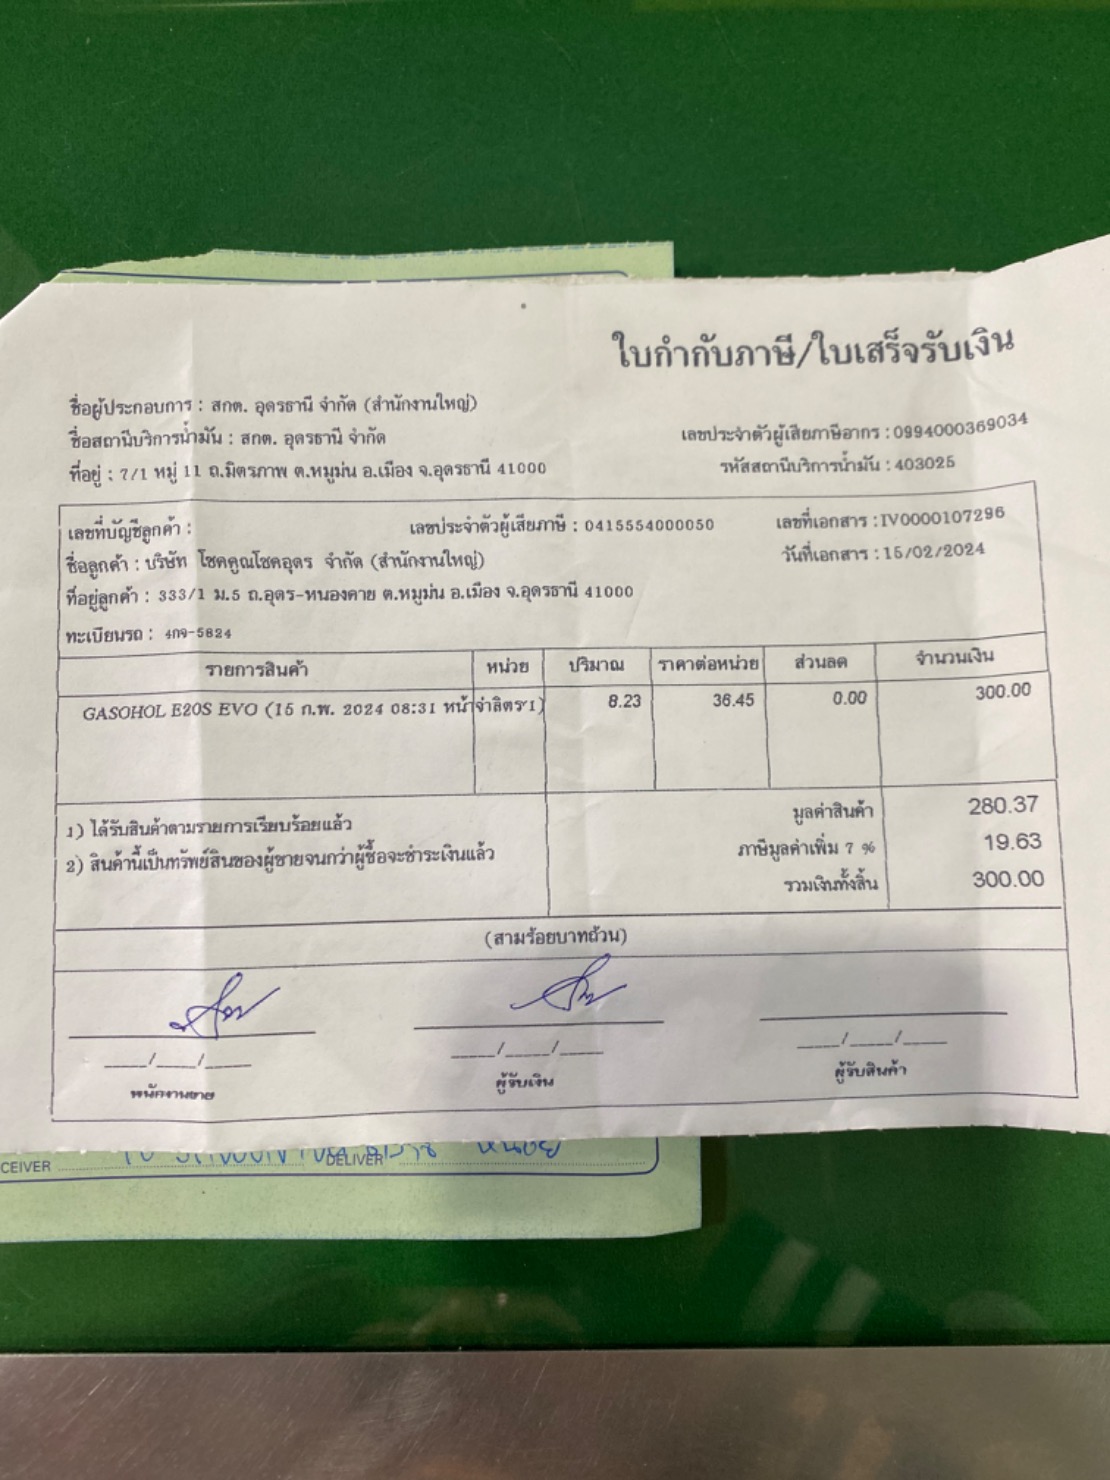 ใบกำกับภาษี/ใบเสร็จรับเงิน
ชื่อผู้ประกอบการ : สกต. อุดรธานี จำกัด (สำนักงานใหญ่)
ชื่อสถานีบริการน้ำมัน : สกต. อุดรธานี จำกัด
เลขประจำตัวผู้เสียภาษีอากร : 0994000369034
ที่อยู่ : 7/1 หมู่ 11 ถ.มิตรภาพ ต.หมูม่น อ.เมือง จ.อุดรธานี 41000
รหัสสถานีบริการน้ำมัน : 403025
เลขที่บัญชีลูกค้า : เลขประจำตัวผู้เสียภาษี : 0415554000050 เลขที่เอกสาร : IV0000107296
ชื่อลูกค้า : บริษัท โชคคูณโชคอุดร จำกัด (สำนักงานใหญ่) วันที่เอกสาร : 15/02/2024
ที่อยู่ลูกค้า : 333/1 ม.5 ถ.อุดร-หนองคาย ต.หมูม่น อ.เมือง จ.อุดรธานี 41000
ทะเบียนรถ : 4กจ-5824
รายการสินค้า หน่วย ปริมาณ ราคาต่อหน่วย ส่วนลด จำนวนเงิน
GASOHOL E20S EVO (15 ก.พ. 2024 08:31 8.23 36.45 0.00 300.00
1) ได้รับสินค้าตามรายการเรียบร้อยแล้ว
2) สินค้านี้เป็นทรัพย์สินของผู้ขายจนกว่าผู้ซื้อจะชำระเงินแล้ว
มูลค่าสินค้า 280.37
ภาษีมูลค่าเพิ่ม 7 % 19.63
รวมเงินทั้งสิ้น 300.00
(สามร้อยบาทถ้วน)
____/____/____ ____/____/____ ____/____/____
พนักงานขาย ผู้รับเงิน ผู้รับสินค้า
CEIVER DELIVER หน่อย